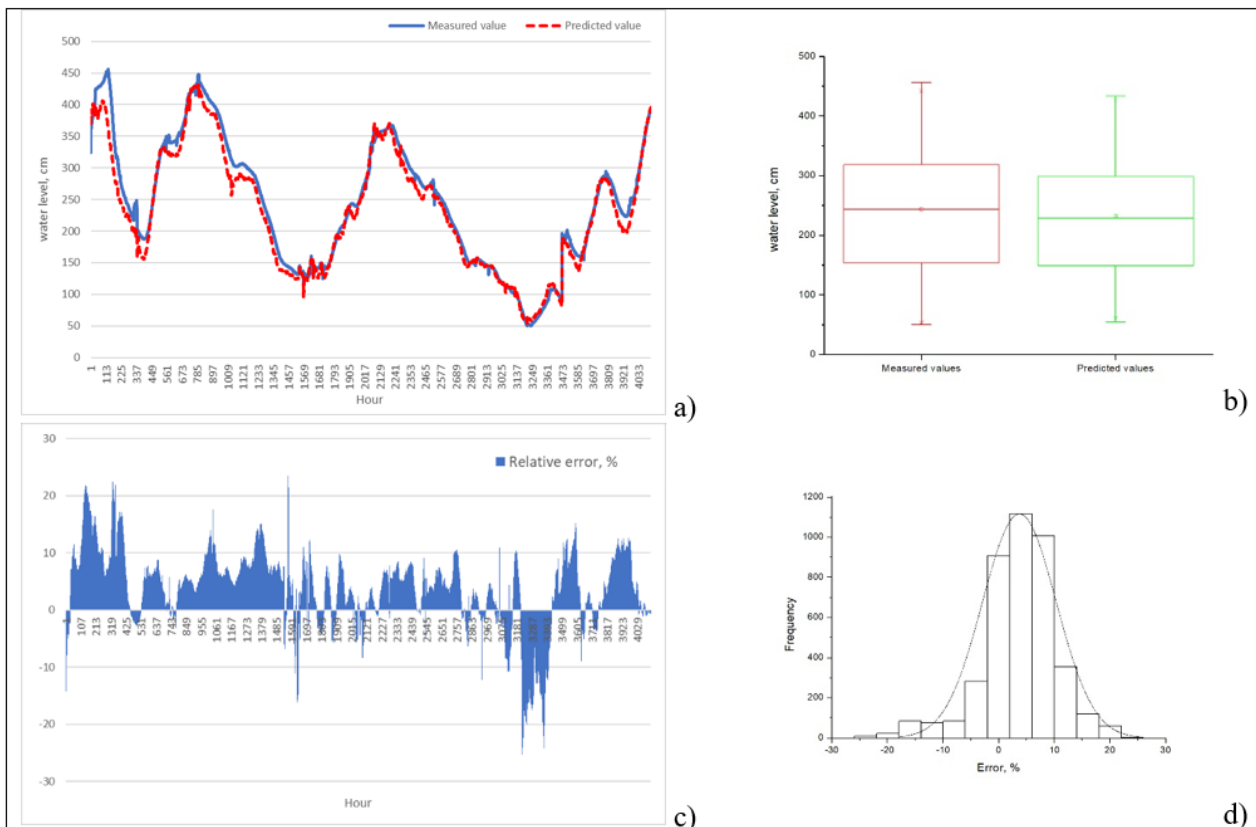 Measured value Predicted value
500
450
400
350
300
250
200
150
100
50
0
water level, cm
1 113 225 337 449 561 673 785 897 1009 1121 1233 1345 1457 1569 1681 1793 1905 2017 2129 2241 2353 2465 2577 2689 2801 2913 3025 3137 3249 3361 3473 3585 3697 3809 3921 4033
Hour
a)
500
400
300
200
100
0
water level, cm
Measured values Predicted values
b)
30
20
10
0
-10
-20
-30
Relative error, %
1 107 213 319 425 531 637 743 849 955 1061 1167 1273 1379 1485 1591 1697 1909 2015 2121 2227 2333 2439 2545 2651 2757 2863 2969 3181 3499 3605 3817 3923 4029
Hour
c)
1200
1000
800
600
400
200
0
Frequency
-30 -20 -10 0 10 20 30
Error, %
d)